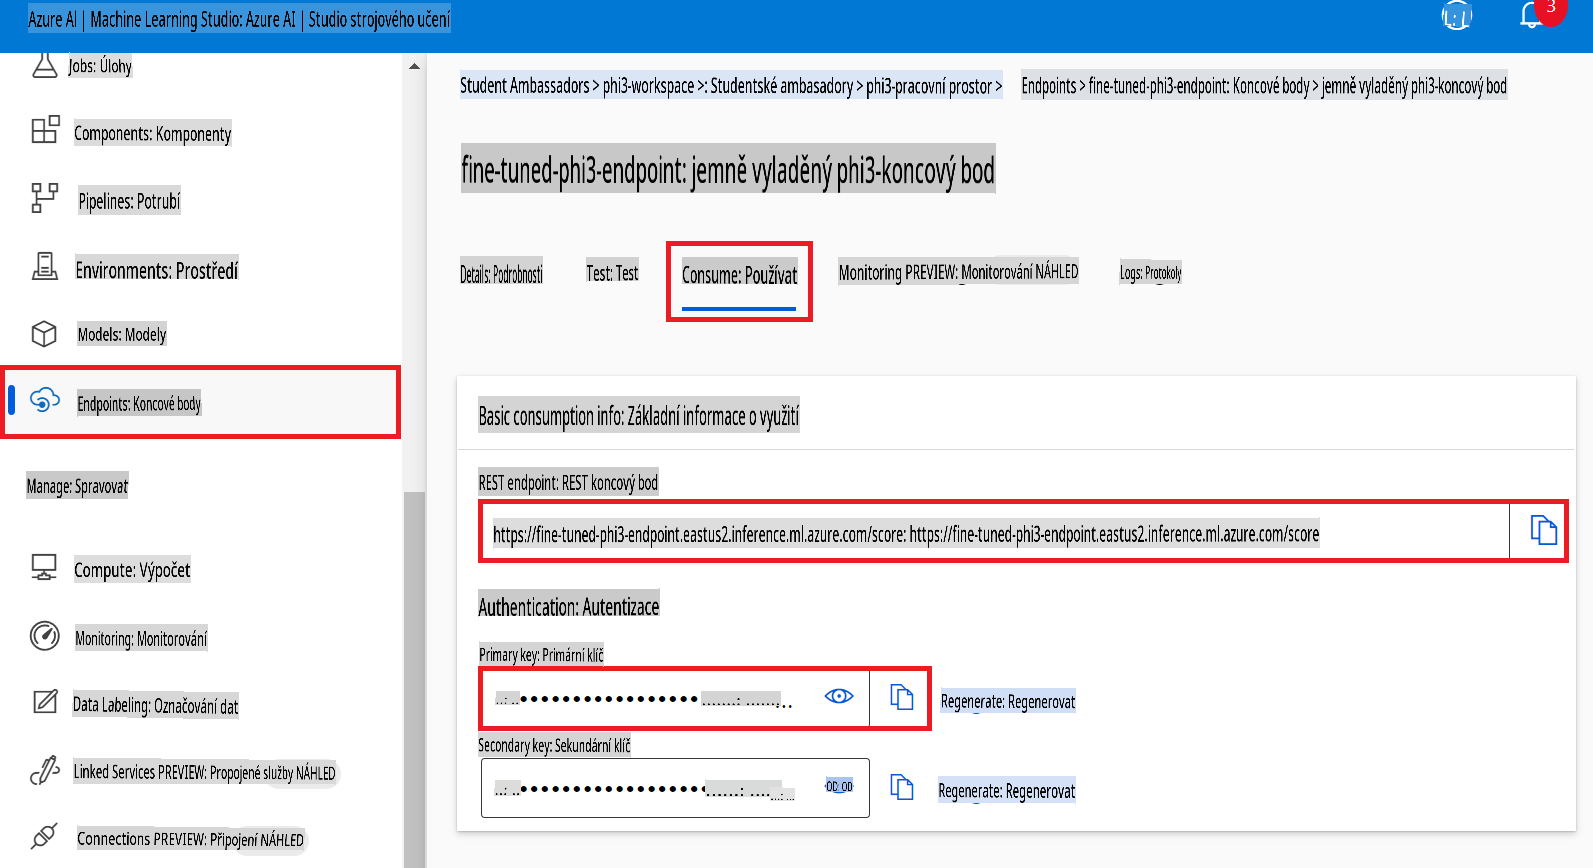 Azure AI | Machine Learning Studio: Azure AI | Studio strojového učení
3
Jobs: Úlohy
Components: Komponenty
Pipelines: Potrubí
Environments: Prostředí
Models: Modely
Endpoints: Koncové body
Manage: Spravovat
Compute: Výpočet
Monitoring: Monitorování
Data Labeling: Označování dat
Linked Services PREVIEW: Propojené služby NÁHLED
Connections PREVIEW: Připojení NÁHLED
Student Ambassadors > phi3-workspace >: Studentské ambasadory > phi3-pracovní prostor > Endpoints > fine-tuned-phi3-endpoint: Koncové body > jemně vyladěný phi3-koncový bod
fine-tuned-phi3-endpoint: jemně vyladěný phi3-koncový bod
Details: Podrobnosti Test: Test Consume: Používat Monitoring PREVIEW: Monitorování NÁHLED Logs: Protokoly
Basic consumption info: Základní informace o využití
REST endpoint: REST koncový bod
https://fine-tuned-phi3-endpoint.eastus2.inference.ml.azure.com/score: https://fine-tuned-phi3-endpoint.eastus2.inference.ml.azure.com/score
Authentication: Autentizace
Primary key: Primární klíč
Regenerate: Regenerovat
Secondary key: Sekundární klíč
OD OD
Regenerate: Regenerovat